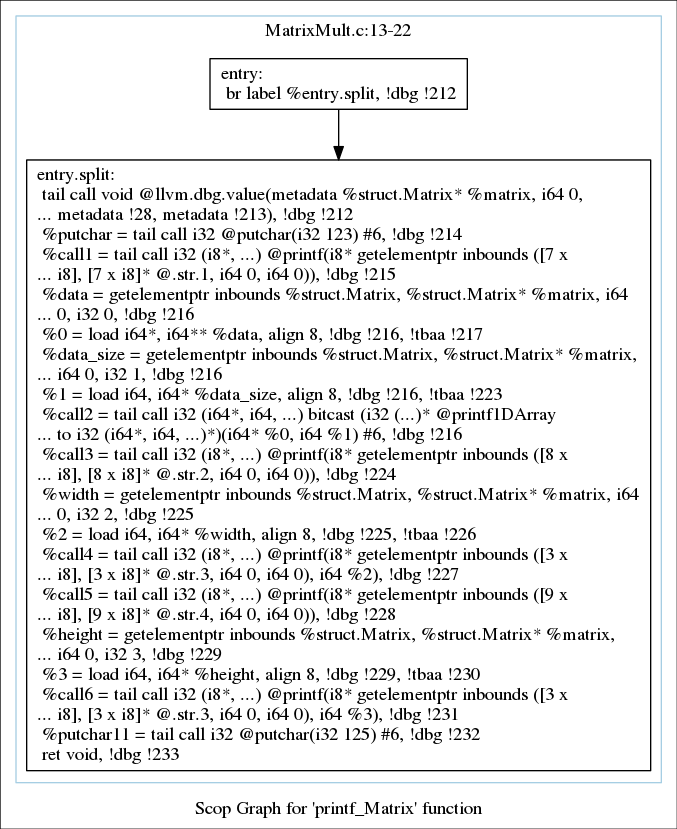 MatrixMult.c:13-22
entry:
br label %entry.split, !dbg !212
entry.split:
tail call void @llvm.dbg.value(metadata %struct.Matrix* %matrix, i64 0,
... metadata !28, metadata !213), !dbg !212
%putchar = tail call i32 @putchar(i32 123) #6, !dbg !214
%call1 = tail call i32 (i8*, ...) @printf(i8* getelementptr inbounds ([7 x
... i8], [7 x i8]* @.str.1, i64 0, i64 0)), !dbg !215
%data = getelementptr inbounds %struct.Matrix, %struct.Matrix* %matrix, i64
... 0, i32 0, !dbg !216
%0 = load i64*, i64** %data, align 8, !dbg !216, !tbaa !217
%data_size = getelementptr inbounds %struct.Matrix, %struct.Matrix* %matrix,
... i64 0, i32 1, !dbg !216
%1 = load i64, i64* %data_size, align 8, !dbg !216, !tbaa !223
%call2 = tail call i32 (i64*, i64, ...) bitcast (i32 (...)* @printf1DArray
... to i32 (i64*, i64, ...)*)(i64* %0, i64 %1) #6, !dbg !216
%call3 = tail call i32 (i8*, ...) @printf(i8* getelementptr inbounds ([8 x
... i8], [8 x i8]* @.str.2, i64 0, i64 0)), !dbg !224
%width = getelementptr inbounds %struct.Matrix, %struct.Matrix* %matrix, i64
... 0, i32 2, !dbg !225
%2 = load i64, i64* %width, align 8, !dbg !225, !tbaa !226
%call4 = tail call i32 (i8*, ...) @printf(i8* getelementptr inbounds ([3 x
... i8], [3 x i8]* @.str.3, i64 0, i64 0), i64 %2), !dbg !227
%call5 = tail call i32 (i8*, ...) @printf(i8* getelementptr inbounds ([9 x
... i8], [9 x i8]* @.str.4, i64 0, i64 0)), !dbg !228
%height = getelementptr inbounds %struct.Matrix, %struct.Matrix* %matrix,
... i64 0, i32 3, !dbg !229
%3 = load i64, i64* %height, align 8, !dbg !229, !tbaa !230
%call6 = tail call i32 (i8*, ...) @printf(i8* getelementptr inbounds ([3 x
... i8], [3 x i8]* @.str.3, i64 0, i64 0), i64 %3), !dbg !231
%putchar11 = tail call i32 @putchar(i32 125) #6, !dbg !232
ret void, !dbg !233
Scop Graph for 'printf_Matrix' function